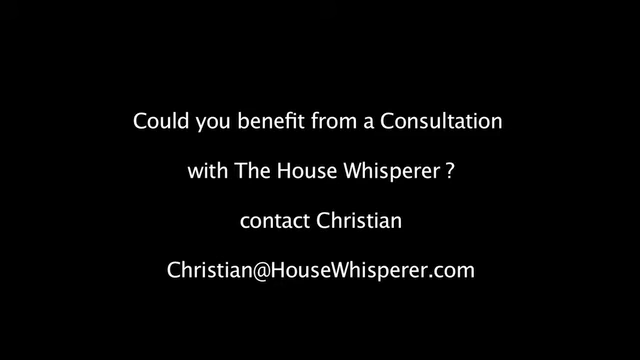 Could you benefit from a Consultation
with The House Whisperer ?
contact Christian
Christian@HouseWhisperer.com